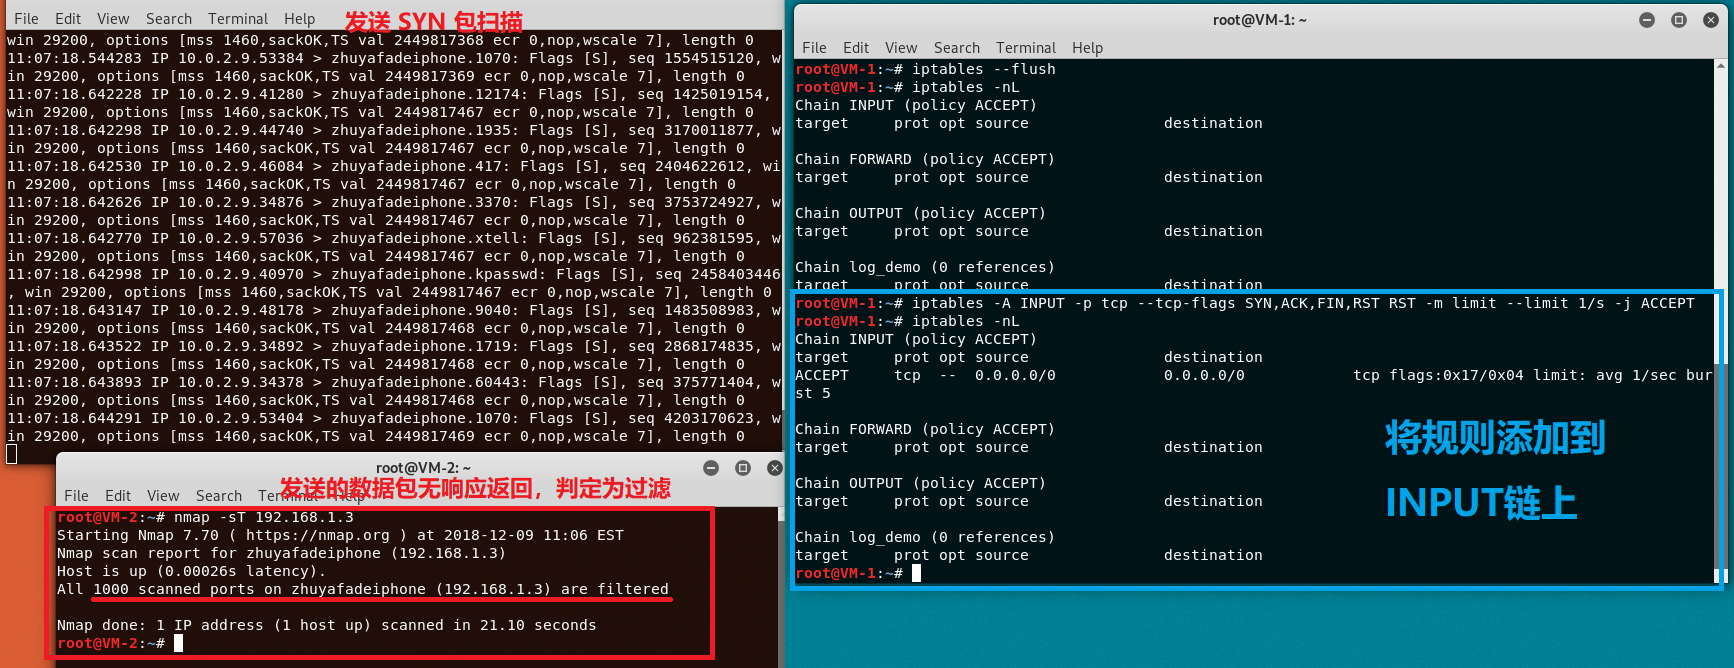 File Edit View Search Terminal Help
发送 SYN 包扫描
win 29200, options [mss 1460,sackOK,TS val 2449817368 ecr 0,nop,wscale 7], length 0
11:07:18.544283 IP 10.0.2.9.53384 > zhuyafadeiphone.1070: Flags [S], seq 1554515120, w
in 29200, options [mss 1460,sackOK,TS val 2449817369 ecr 0,nop,wscale 7], length 0
11:07:18.642228 IP 10.0.2.9.41280 > zhuyafadeiphone.12174: Flags [S], seq 1425019154,
win 29200, options [mss 1460,sackOK,TS val 2449817467 ecr 0,nop,wscale 7], length 0
11:07:18.642298 IP 10.0.2.9.44740 > zhuyafadeiphone.1935: Flags [S], seq 3170011877, w
in 29200, options [mss 1460,sackOK,TS val 2449817467 ecr 0,nop,wscale 7], length 0
11:07:18.642530 IP 10.0.2.9.46084 > zhuyafadeiphone.417: Flags [S], seq 2404622612, wi
n 29200, options [mss 1460,sackOK,TS val 2449817467 ecr 0,nop,wscale 7], length 0
11:07:18.642626 IP 10.0.2.9.34876 > zhuyafadeiphone.3370: Flags [S], seq 3753724927, w
in 29200, options [mss 1460,sackOK,TS val 2449817467 ecr 0,nop,wscale 7], length 0
11:07:18.642770 IP 10.0.2.9.57036 > zhuyafadeiphone.xtell: Flags [S], seq 962381595, w
in 29200, options [mss 1460,sackOK,TS val 2449817467 ecr 0,nop,wscale 7], length 0
11:07:18.642998 IP 10.0.2.9.40970 > zhuyafadeiphone.kpasswd: Flags [S], seq 2458403446
, win 29200, options [mss 1460,sackOK,TS val 2449817467 ecr 0,nop,wscale 7], length 0
11:07:18.643147 IP 10.0.2.9.48178 > zhuyafadeiphone.9040: Flags [S], seq 1483508983, w
in 29200, options [mss 1460,sackOK,TS val 2449817468 ecr 0,nop,wscale 7], length 0
11:07:18.643522 IP 10.0.2.9.34892 > zhuyafadeiphone.1719: Flags [S], seq 2868174835, w
in 29200, options [mss 1460,sackOK,TS val 2449817468 ecr 0,nop,wscale 7], length 0
11:07:18.643893 IP 10.0.2.9.34378 > zhuyafadeiphone.60443: Flags [S], seq 375771404, w
in 29200, options [mss 1460,sackOK,TS val 2449817468 ecr 0,nop,wscale 7], length 0
11:07:18.644291 IP 10.0.2.9.53404 > zhuyafadeiphone.1070: Flags [S], seq 4203170623, w
in 29200, options [mss 1460,sackOK,TS val 2449817469 ecr 0,nop,wscale 7], length 0
root@VM-2: ~
File Edit View Search Terminal Help
发送的数据包无响应返回，判定为过滤
root@VM-2:~# nmap -sT 192.168.1.3
Starting Nmap 7.70 ( https://nmap.org ) at 2018-12-09 11:06 EST
Nmap scan report for zhuyafadeiphone (192.168.1.3)
Host is up (0.00026s latency).
All 1000 scanned ports on zhuyafadeiphone (192.168.1.3) are filtered
Nmap done: 1 IP address (1 host up) scanned in 21.10 seconds
root@VM-2:~#
root@VM-1: ~
File Edit View Search Terminal Help
root@VM-1:~# iptables --flush
root@VM-1:~# iptables -nL
Chain INPUT (policy ACCEPT)
target prot opt source destination
Chain FORWARD (policy ACCEPT)
target prot opt source destination
Chain OUTPUT (policy ACCEPT)
target prot opt source destination
Chain log_demo (0 references)
target prot opt source destination
root@VM-1:~# iptables -A INPUT -p tcp --tcp-flags SYN,ACK,FIN,RST RST -m limit --limit 1/s -j ACCEPT
root@VM-1:~# iptables -nL
Chain INPUT (policy ACCEPT)
target prot opt source destination
ACCEPT tcp -- 0.0.0.0/0 0.0.0.0/0 tcp flags:0x17/0x04 limit: avg 1/sec bur
st 5
Chain FORWARD (policy ACCEPT)
target prot opt source destination
Chain OUTPUT (policy ACCEPT)
target prot opt source destination
Chain log_demo (0 references)
target prot opt source destination
root@VM-1:~#
将规则添加到
INPUT链上